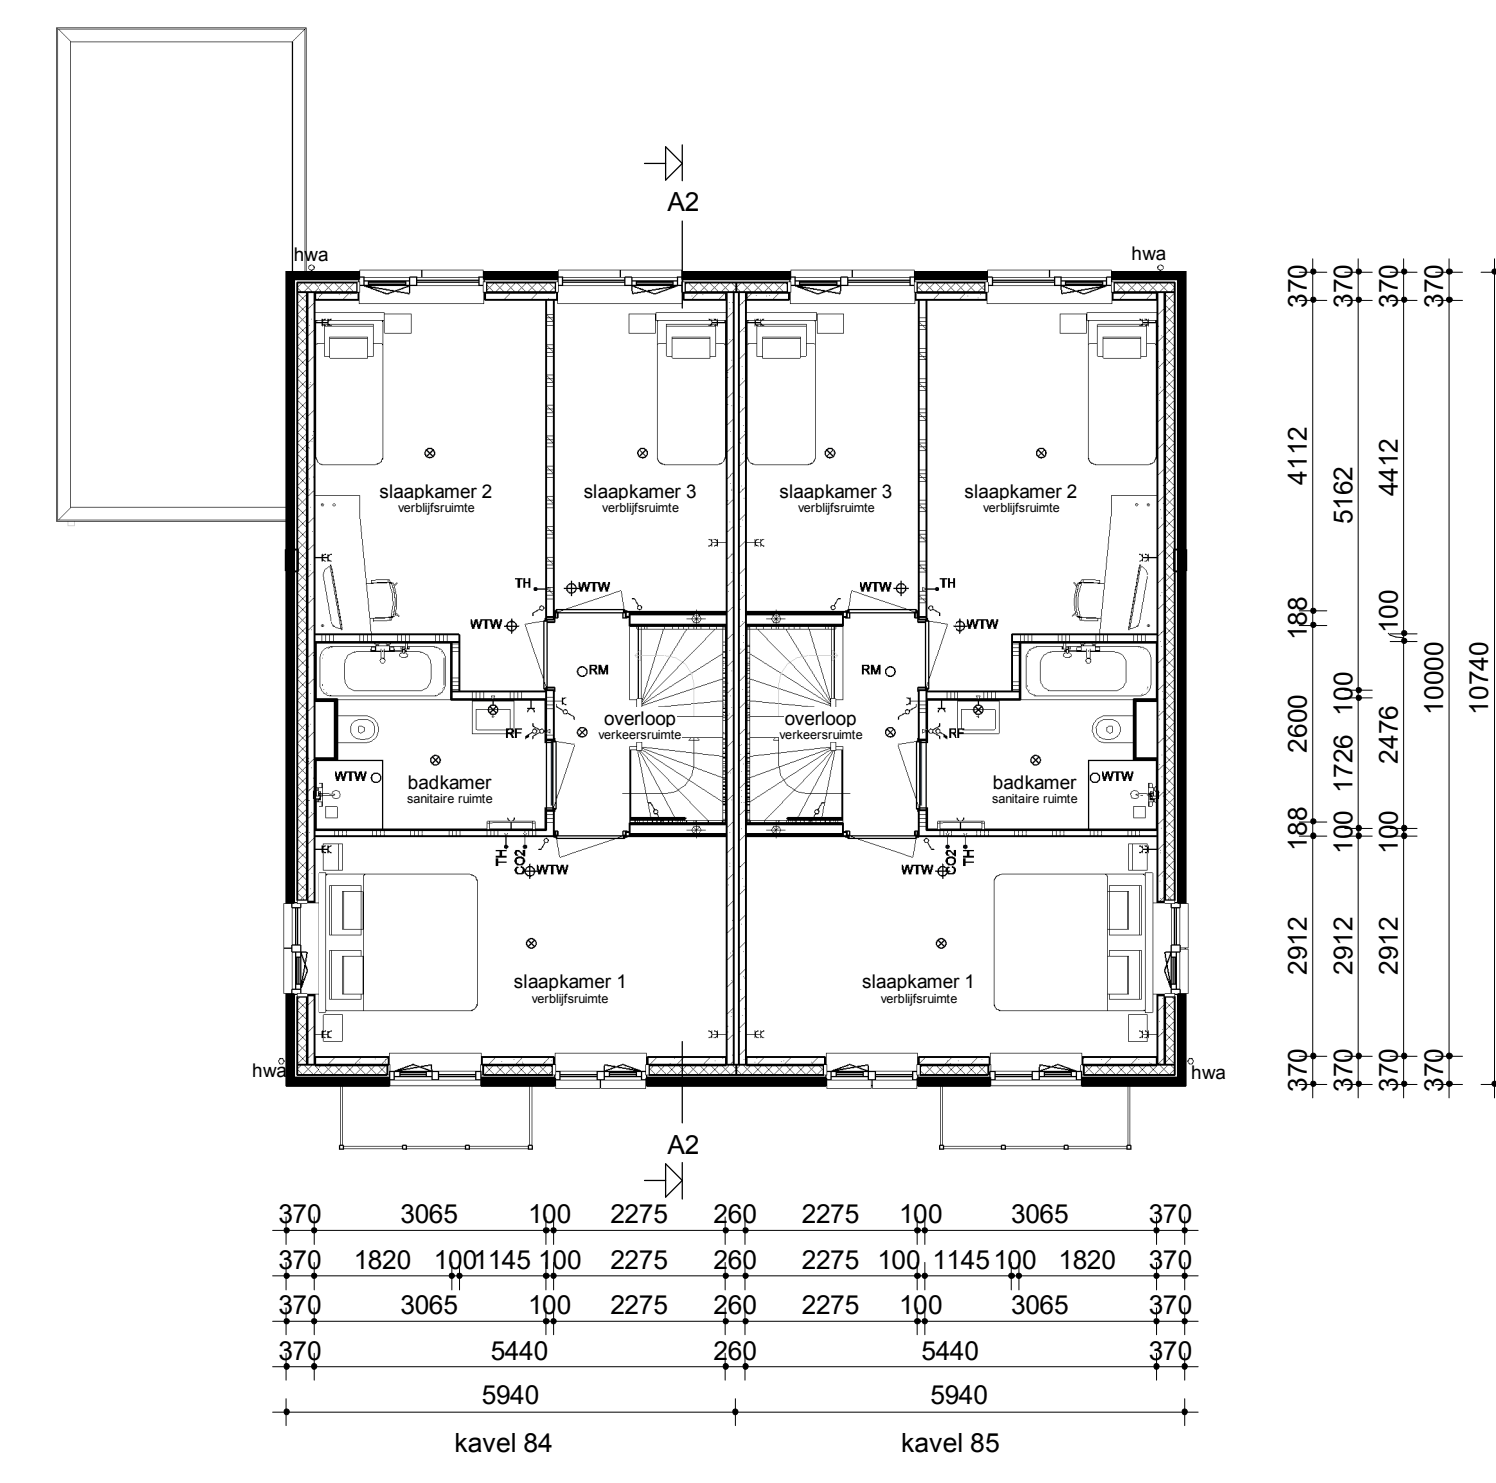 A2
hwa
hwa
slaapkamer 2
verblijfsruimte
slaapkamer 3
verblijfsruimte
slaapkamer 3
verblijfsruimte
slaapkamer 2
verblijfsruimte
TH
WTW
WTW
TH
WTW
WTW
RM
RM
overloop
verkeersruimte
overloop
verkeersruimte
RF
RF
WTW
badkamer
sanitaire ruimte
badkamer
sanitaire ruimte
WTW
TH
CO2
WTW
WTW
CO2
TH
slaapkamer 1
verblijfsruimte
slaapkamer 1
verblijfsruimte
hwa
hwa
A2
370
4112
188
2600
188
2912
370
370
5162
100
1726
100
2912
370
370
4412
100
2476
100
2912
370
370
10000
370
10740
370 3065 100 2275 260 2275 100 3065 370
370 1820 100 1145 100 2275 260 2275 100 1145 100 1820 370
370 3065 100 2275 260 2275 100 3065 370
370 5440 260 5440 370
5940 5940
kavel 84 kavel 85